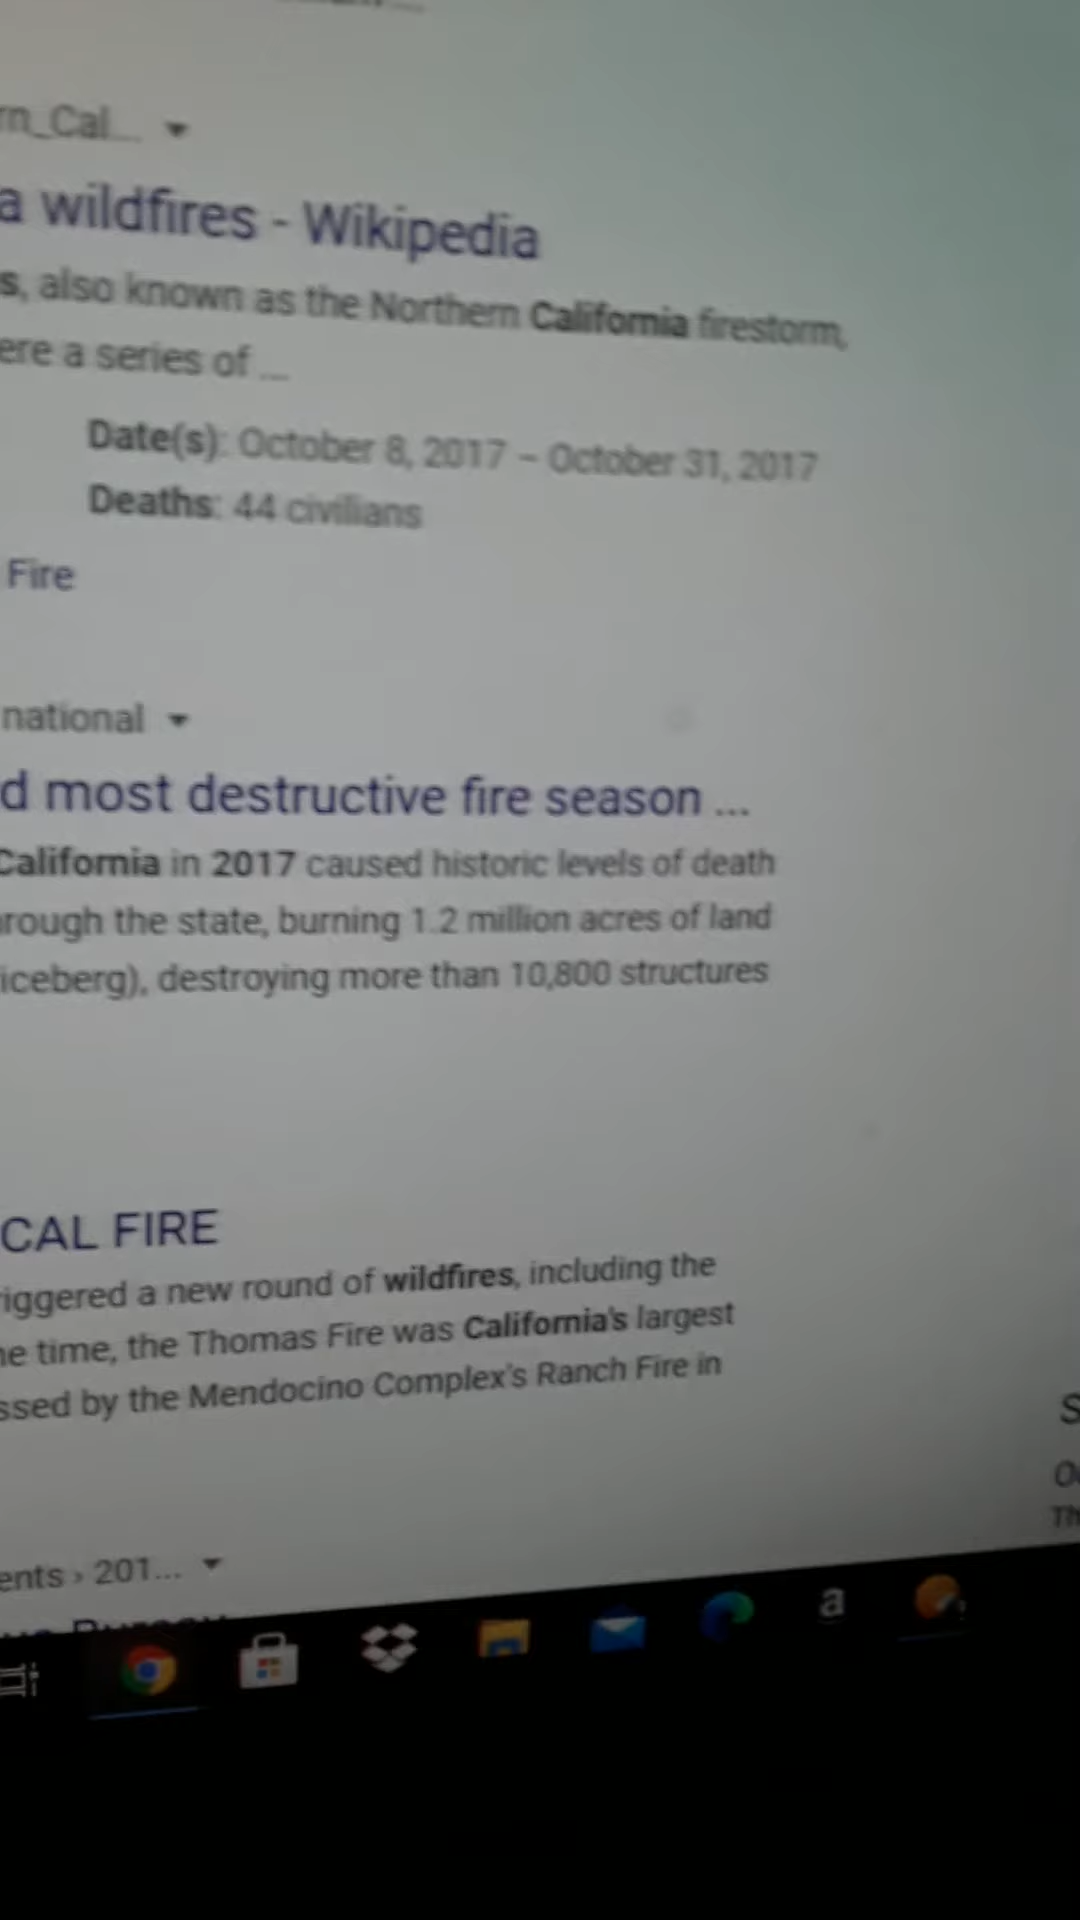 rn_Cal...
a wildfires - Wikipedia
s, also known as the Northern California firestorm,
ere a series of ...
Date(s): October 8, 2017 – October 31, 2017
Deaths: 44 civilians
Fire
national
d most destructive fire season ...
California in 2017 caused historic levels of death
rough the state, burning 1.2 million acres of land
iceberg), destroying more than 10,800 structures
CAL FIRE
riggered a new round of wildfires, including the
he time, the Thomas Fire was California's largest
ssed by the Mendocino Complex's Ranch Fire in
S
Th
ents › 201...
a